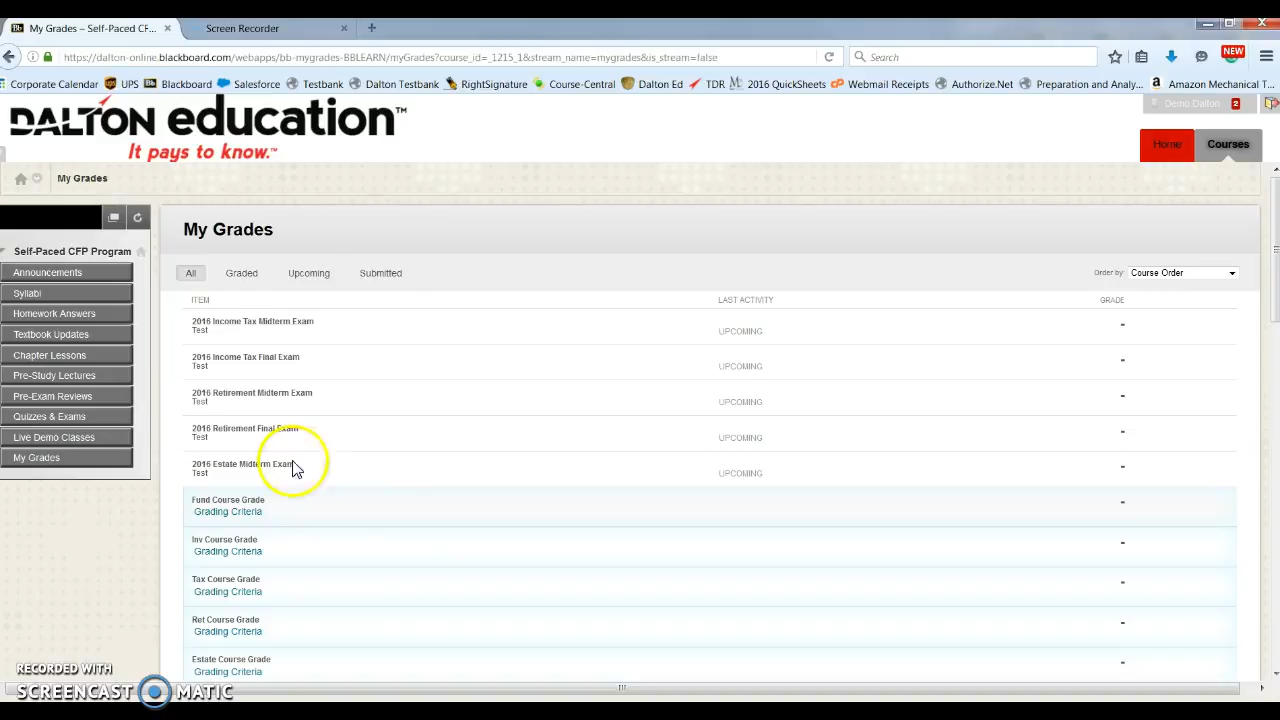 My Grades – Self-Paced CF...
Screen Recorder
https://dalton-online.blackboard.com/webapps/bb-mygrades-BBLEARN/myGrades?course_id=_1215_1&stream_name=mygrades&is_stream=false
Search
NEW
Corporate Calendar UPS Blackboard Salesforce Testbank Dalton Testbank RightSignature Course-Central Dalton Ed TDR 2016 QuickSheets Webmail Receipts Authorize.Net Preparation and Analy... Amazon Mechanical T...
DALTON education™
It pays to know.™
Demo Dalton 2
Home Courses
My Grades
Self-Paced CFP Program
Announcements
Syllabi
Homework Answers
Textbook Updates
Chapter Lessons
Pre-Study Lectures
Pre-Exam Reviews
Quizzes & Exams
Live Demo Classes
My Grades
My Grades
All Graded Upcoming Submitted
Order by: Course Order
ITEM LAST ACTIVITY GRADE
2016 Income Tax Midterm Exam
Test UPCOMING -
2016 Income Tax Final Exam
Test UPCOMING -
2016 Retirement Midterm Exam
Test UPCOMING -
2016 Retirement Final Exam
Test UPCOMING -
2016 Estate Midterm Exam
Test UPCOMING -
Fund Course Grade -
Grading Criteria
Inv Course Grade -
Grading Criteria
Tax Course Grade -
Grading Criteria
Ret Course Grade -
Grading Criteria
Estate Course Grade -
Grading Criteria
RECORDED WITH
SCREENCAST MATIC